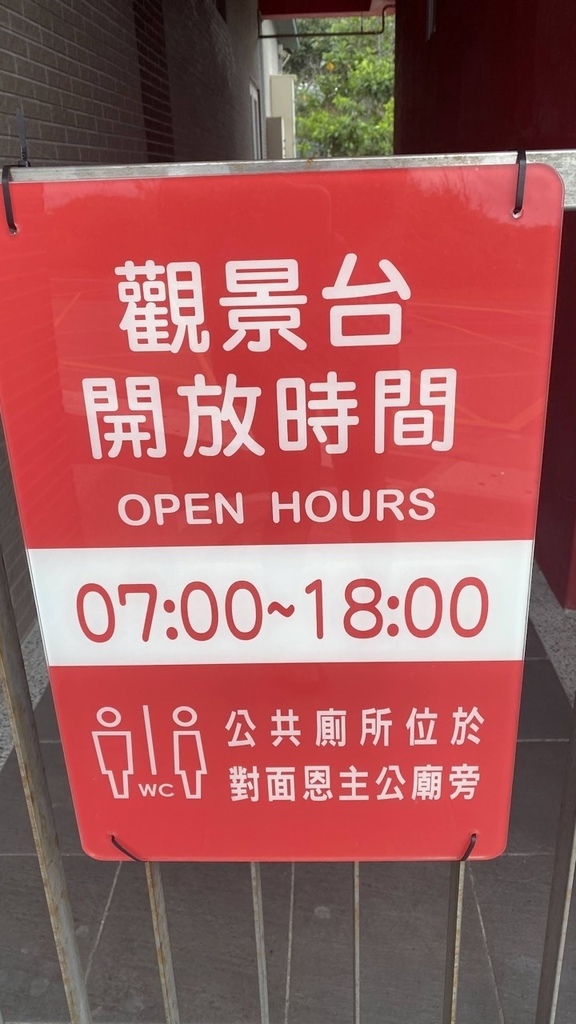 觀景台
開放時間
OPEN HOURS
07:00~18:00
WC
公共廁所位於
對面恩主公廟旁